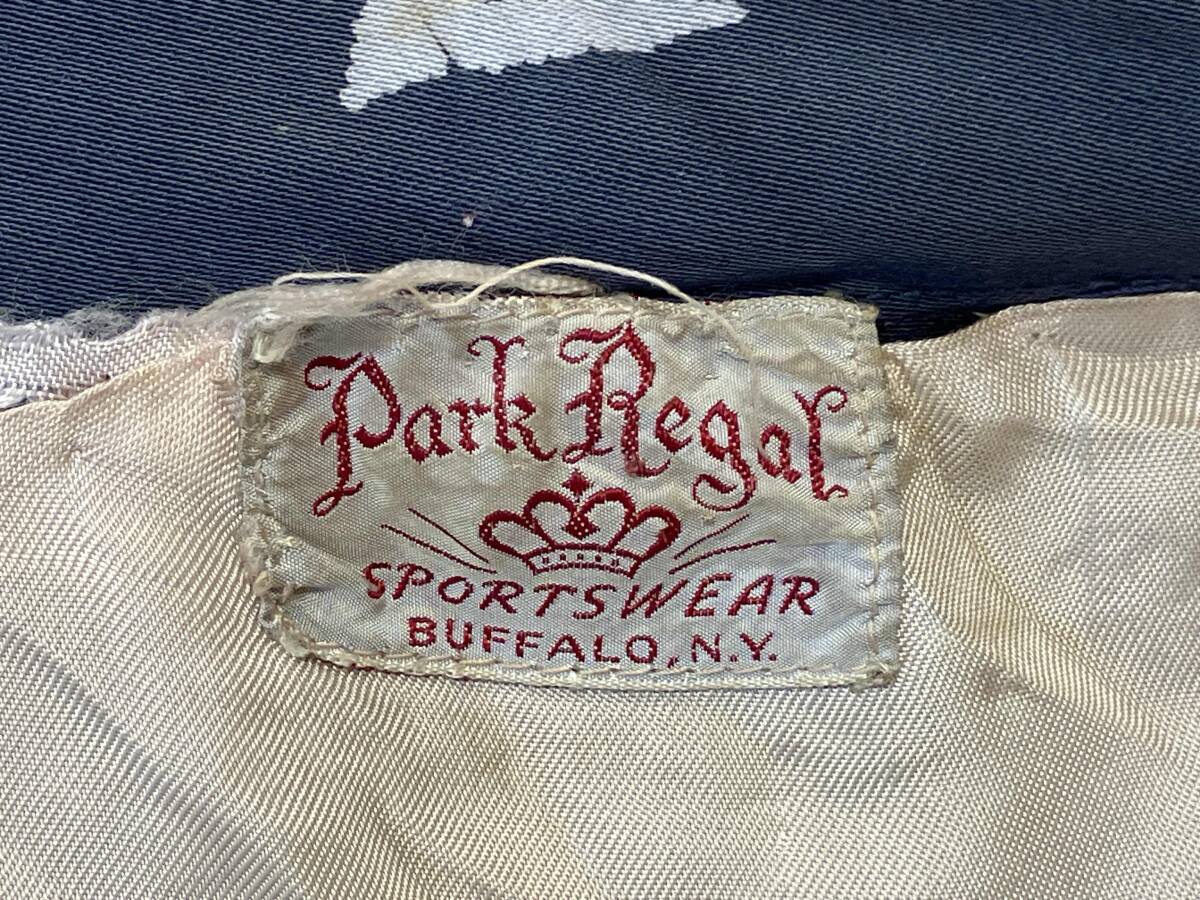 Park Regal
SPORTSWEAR
BUFFALO, N.Y.